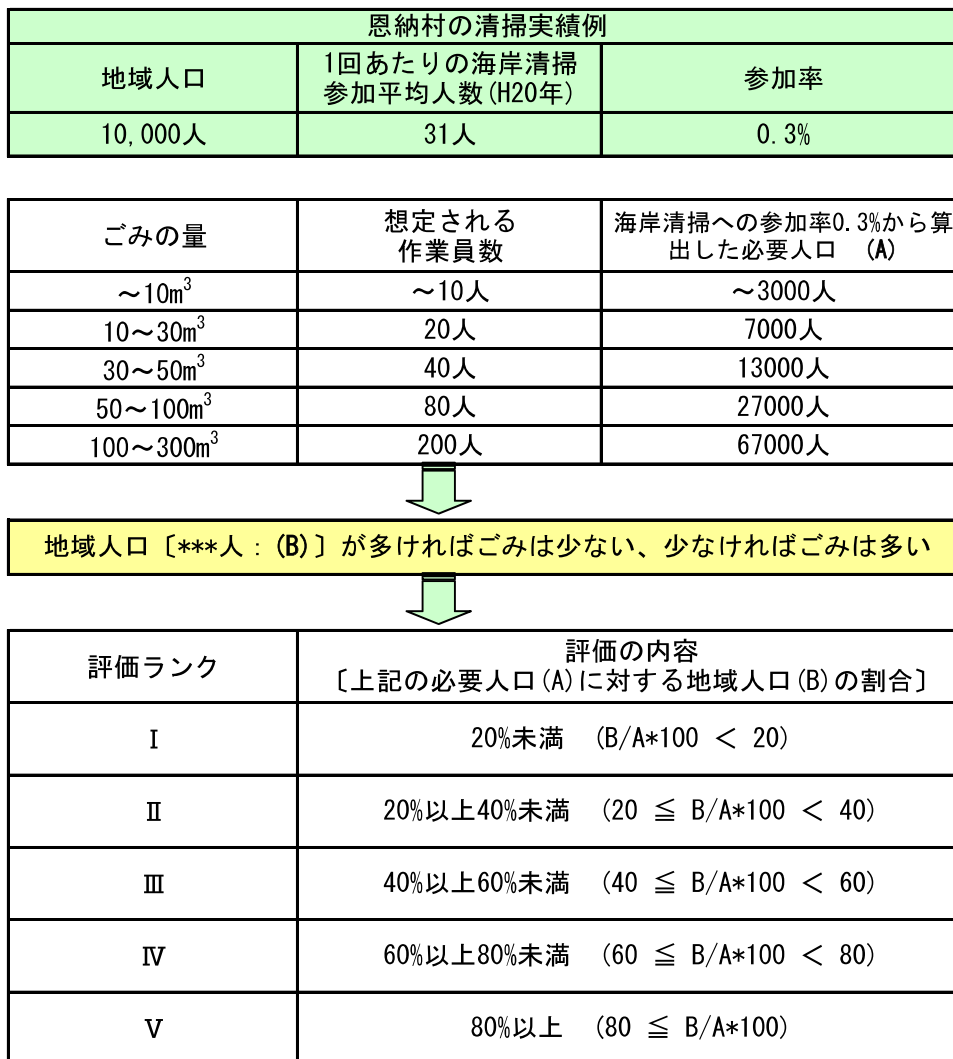 恩納村の清掃実績例
地域人口 1回あたりの海岸清掃 参加平均人数(H20年) 参加率
10,000人 31人 0.3%
ごみの量 想定される 作業員数 海岸清掃への参加率0.3%から算 出した必要人口 (A)
～10m³ ～10人 ～3000人
10～30m³ 20人 7000人
30～50m³ 40人 13000人
50～100m³ 80人 27000人
100～300m³ 200人 67000人
地域人口〔***人：(B)〕が多ければごみは少ない、少なければごみは多い
評価ランク 評価の内容 〔上記の必要人口(A)に対する地域人口(B)の割合〕
Ⅰ 20%未満 (B/A*100 ＜ 20)
Ⅱ 20%以上40%未満 (20 ≦ B/A*100 ＜ 40)
Ⅲ 40%以上60%未満 (40 ≦ B/A*100 ＜ 60)
Ⅳ 60%以上80%未満 (60 ≦ B/A*100 ＜ 80)
Ⅴ 80%以上 (80 ≦ B/A*100)